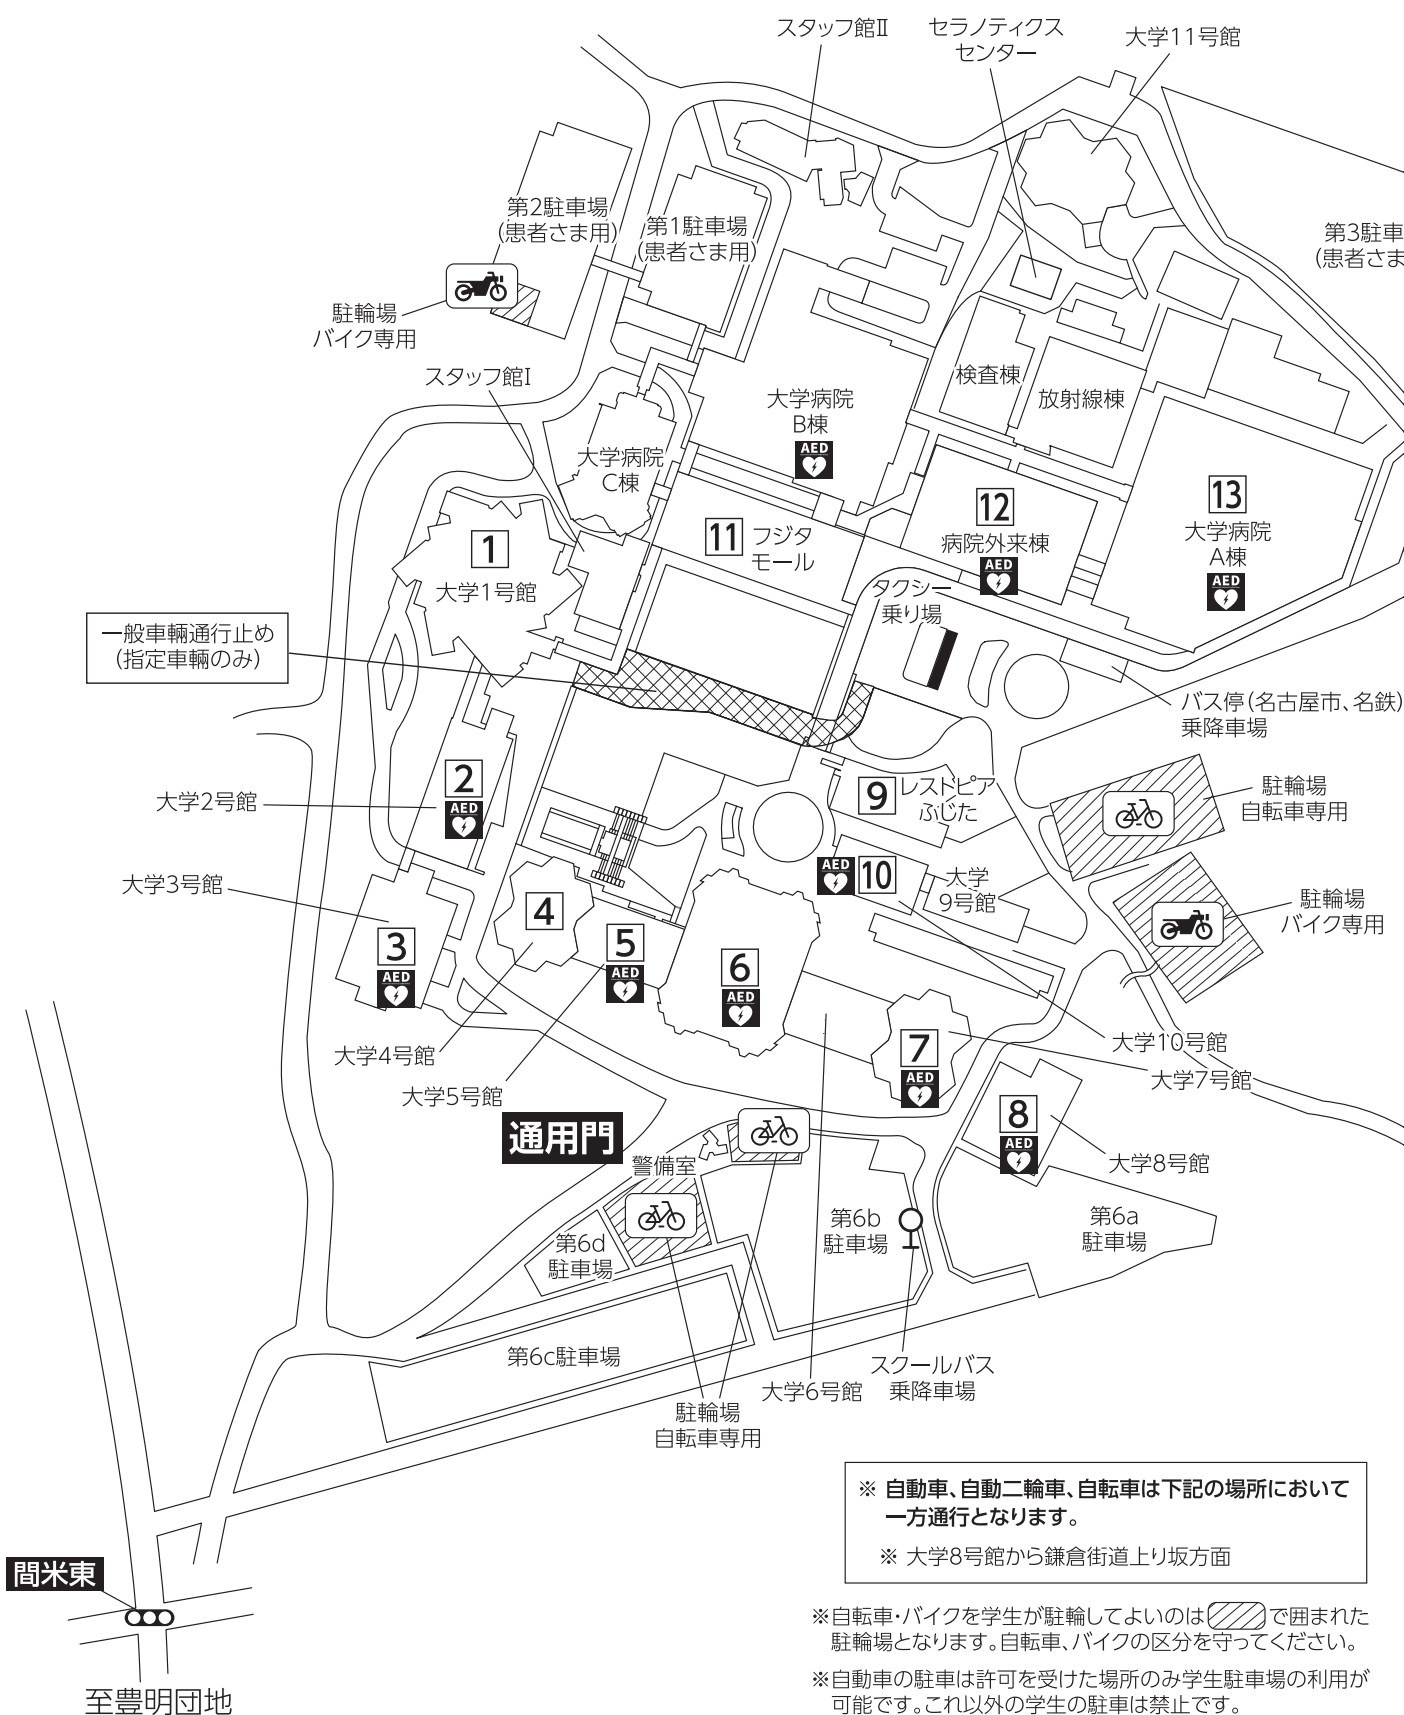 スタッフ館Ⅱ
セラノティクス
センター
大学11号館
第2駐車場
(患者さま用)
第1駐車場
(患者さま用)
第3駐車
(患者さま
駐輪場
バイク専用
スタッフ館Ⅰ
検査棟
放射線棟
大学病院
B棟
AED
大学病院
C棟
1
大学1号館
11
フジタ
モール
12
病院外来棟
AED
13
大学病院
A棟
AED
タクシー
乗り場
一般車輛通行止め
(指定車輛のみ)
バス停(名古屋市、名鉄)
乗降車場
2
AED
大学2号館
9
レストピア
ふじた
駐輪場
自転車専用
大学3号館
AED
10
大学
9号館
駐輪場
バイク専用
3
AED
4
5
AED
6
AED
7
AED
大学4号館
大学5号館
大学10号館
大学7号館
通用門
8
AED
大学8号館
警備室
第6d
駐車場
第6b
駐車場
第6a
駐車場
第6c駐車場
スクールバス
乗降車場
大学6号館
駐輪場
自転車専用
※ 自動車、自動二輪車、自転車は下記の場所において
一方通行となります。
※ 大学8号館から鎌倉街道上り坂方面
間米東
※自転車・バイクを学生が駐輪してよいのは で囲まれた
駐輪場となります。自転車、バイクの区分を守ってください。
※自動車の駐車は許可を受けた場所のみ学生駐車場の利用が
可能です。これ以外の学生の駐車は禁止です。
至豊明団地